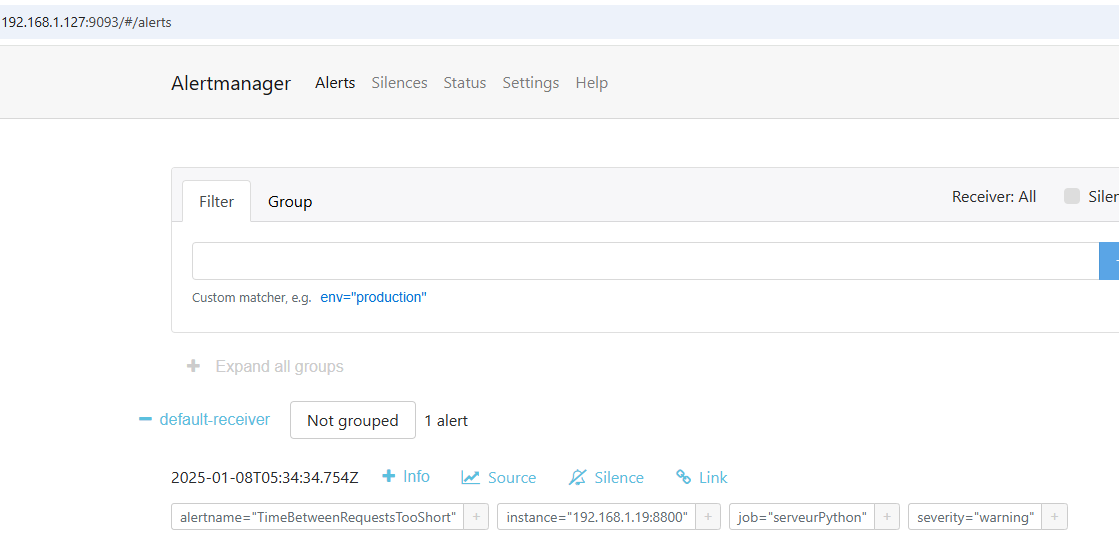 192.168.1.127:9093/#/alerts
Alertmanager Alerts Silences Status Settings Help
Filter Group Receiver: All
Custom matcher, e.g. env="production"
+ Expand all groups
− default-receiver Not grouped 1 alert
2025-01-08T05:34:34.754Z + Info Source Silence Link
alertname="TimeBetweenRequestsTooShort" + instance="192.168.1.19:8800" + job="serveurPython" + severity="warning" +